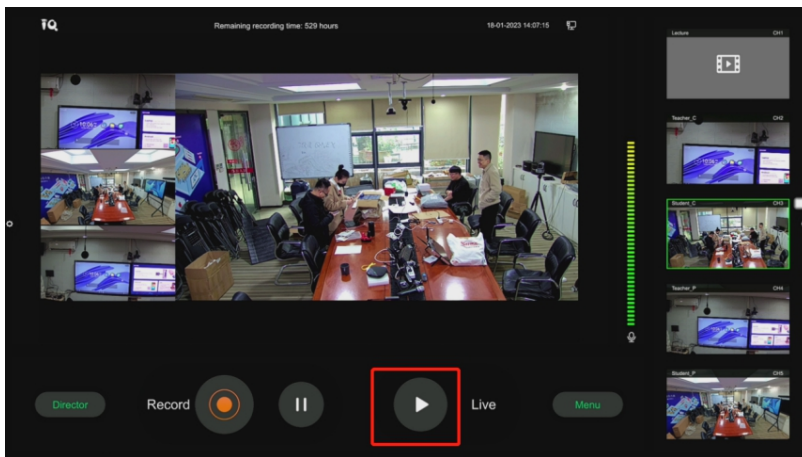 IQ
Remaining recording time: 529 hours
18-01-2023 14:07:15
Lecture CH1
Teacher_C CH2
Student_C CH3
Teacher_P CH4
Student_P CH5
Director
Record
Live
Menu